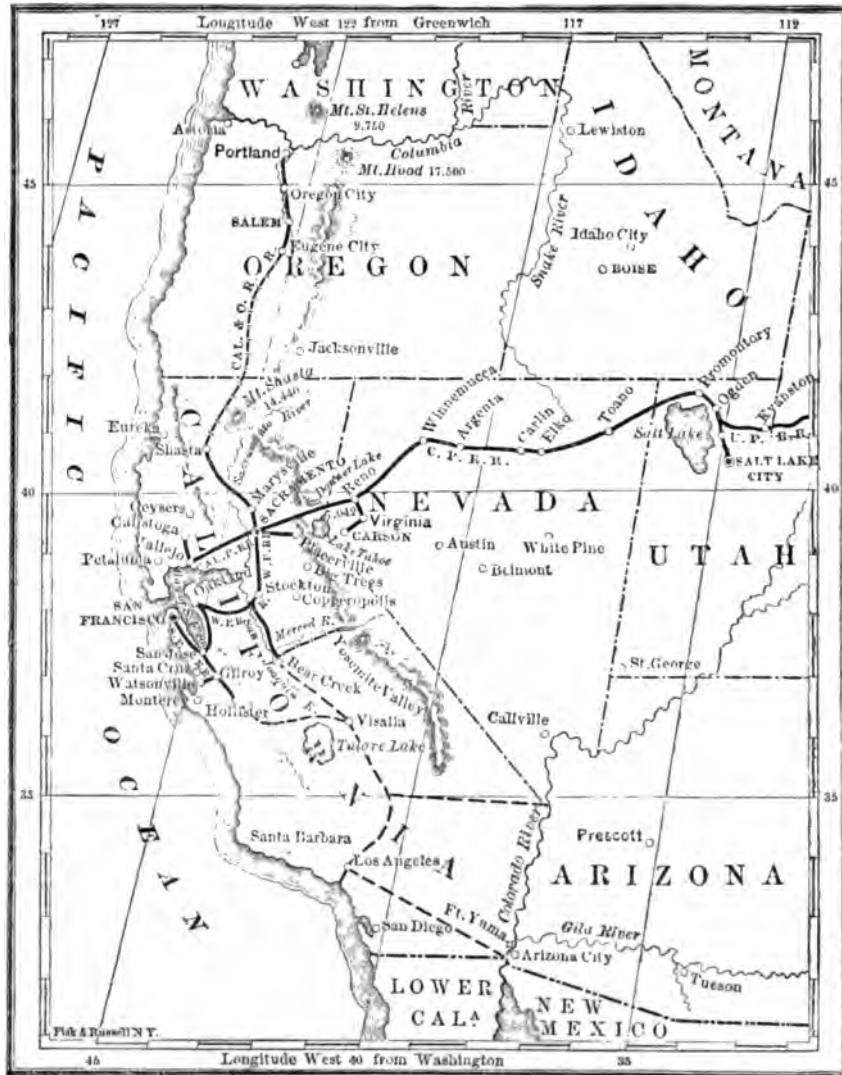 127 Longitude West 122 from Greenwich 117 119
WASHINGTON
Mt. St. Helens
9.750
River
Columbia
MONTANA
IDAHO
Astoria
Portland
Mt. Hood 17.500
Lewiston
PACIFIC
OCEAN
45
45
Oregon City
SALEM
Eugene City
OREGON
Snake River
Idaho City
BOISE
CAL. & O. R. R.
Jacksonville
Mt. Shasta
14.440
Sacramento River
Winnemucca
Argenta
Carlin
Elko
Toano
Promontory
Ogden
Evanston
C. P. R. R.
U. P. R. R.
Salt Lake
SALT LAKE
CITY
CALIFORNIA
Eureka
Shasta
Marysville
SACRAMENTO
Reno
40
40
NEVADA
Geysers
Calistoga
Vallejo
Petaluma
CAL. P. R. R.
Virginia
CARSON
Lake Tahoe
Placerville
Big Trees
Austin
White Pine
Belmont
UTAH
Oakland
Stockton
Copperopolis
SAN
FRANCISCO
Merced R.
San Jose
Santa Cruz
Gilroy
Watsonville
Monterey
Hollister
Bear Creek
Yosemite Valley
St. George
Visalia
Tulore Lake
Callville
35
35
Santa Barbara
Los Angeles
Colorado River
Prescott
ARIZONA
San Diego
Ft. Yuma
Gila River
Arizona City
Tucson
LOWER
CALA.
NEW
MEXICO
Fisk & Russell N.Y.
45 Longitude West 40 from Washington 35